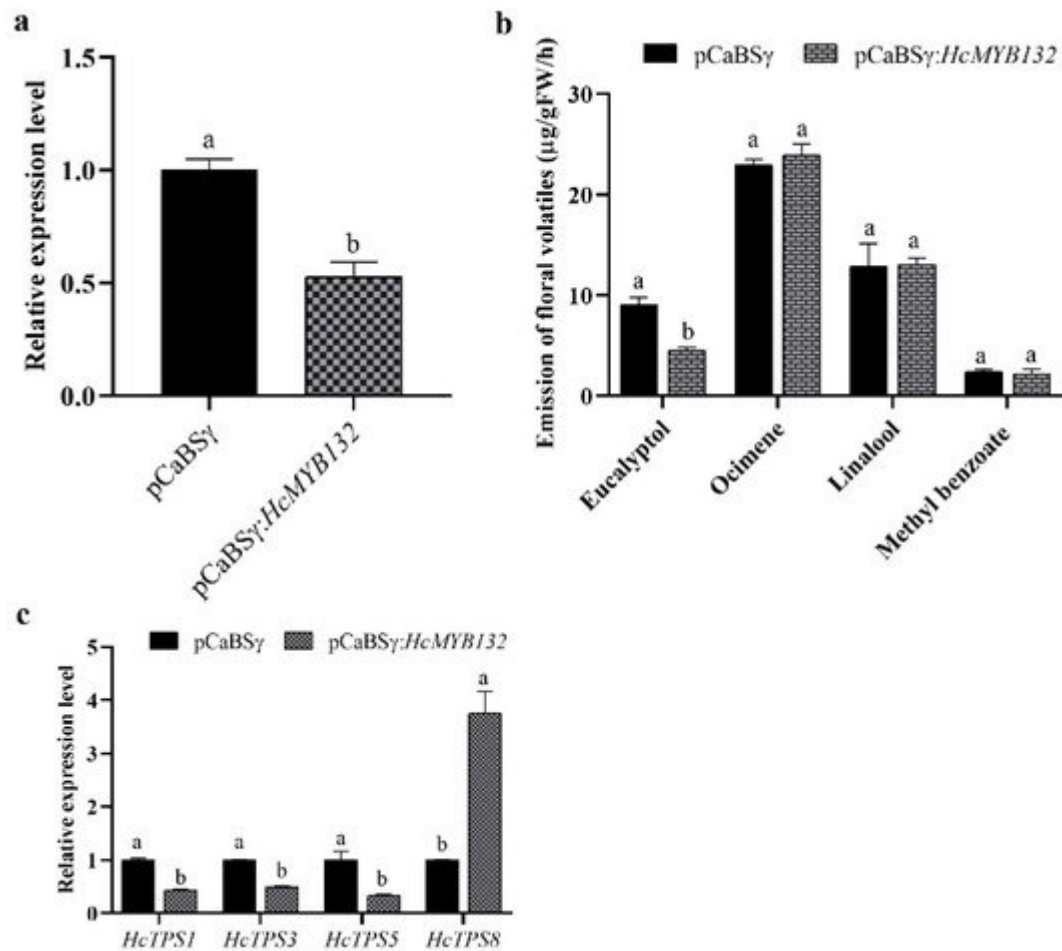 a
Relative expression level
1.5
1.0
0.5
0.0
a
b
pCaBSγ
pCaBSγ:HcMYB132
b
pCaBSγ pCaBSγ:HcMYB132
Emission of floral volatiles (μg/gFW/h)
30
20
10
0
a b a a a a a a
Eucalyptol Ocimene Linalool Methyl benzoate
c
pCaBSγ pCaBSγ:HcMYB132
Relative expression level
5
4
3
2
1
0
a b a b a b b a
HcTPS1 HcTPS3 HcTPS5 HcTPS8